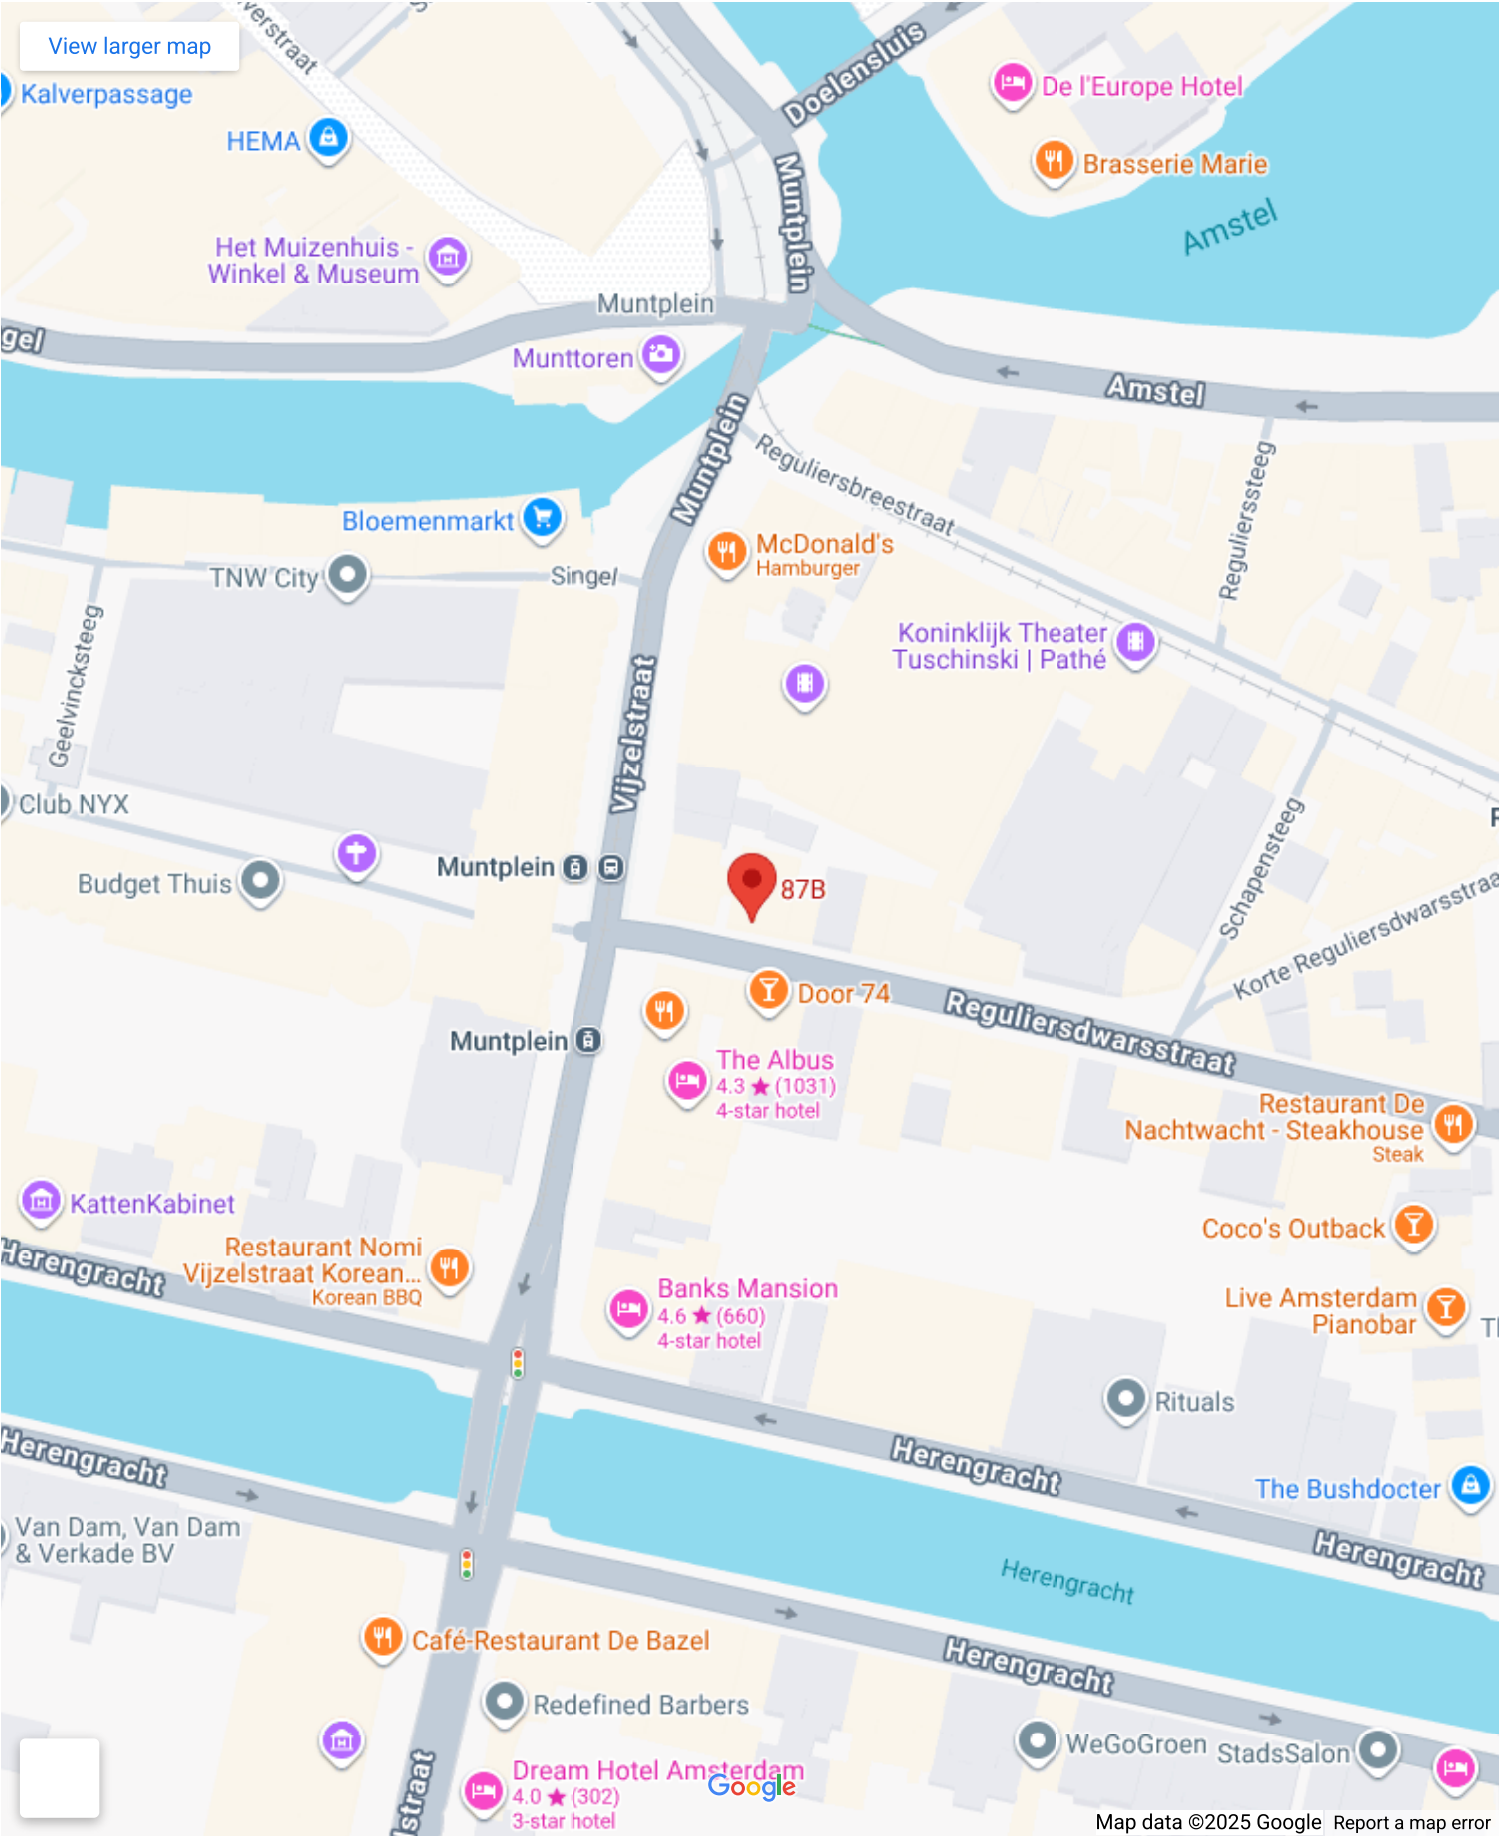 View larger map
Kalverpassage
HEMA
Doelensluis
De l'Europe Hotel
Brasserie Marie
Muntplein
Amstel
Het Muizenhuis -
Winkel & Museum
Muntplein
Munttoren
Amstel
Muntplein
Reguliersbreestraat
Regulierssteeg
Bloemenmarkt
McDonald's
Hamburger
TNW City
Singel
Geelvincksteeg
Koninklijk Theater
Tuschinski | Pathé
Vijzelstraat
Club NYX
Muntplein
Budget Thuis
87B
Schapensteeg
Korte Reguliersdwarsstraa
Door 74
Reguliersdwarsstraat
Muntplein
The Albus
4.3 ★ (1031)
4-star hotel
Restaurant De
Nachtwacht - Steakhouse
Steak
KattenKabinet
Coco's Outback
Herengracht
Restaurant Nomi
Vijzelstraat Korean...
Korean BBQ
Banks Mansion
4.6 ★ (660)
4-star hotel
Live Amsterdam
Pianobar
Rituals
Herengracht
Herengracht
The Bushdocter
Van Dam, Van Dam
& Verkade BV
Herengracht
Herengracht
Café-Restaurant De Bazel
Herengracht
Redefined Barbers
WeGoGroen
StadsSalon
Dream Hotel Amsterdam
4.0 ★ (302)
3-star hotel
Google
lstraat
Map data ©2025 Google
Report a map error